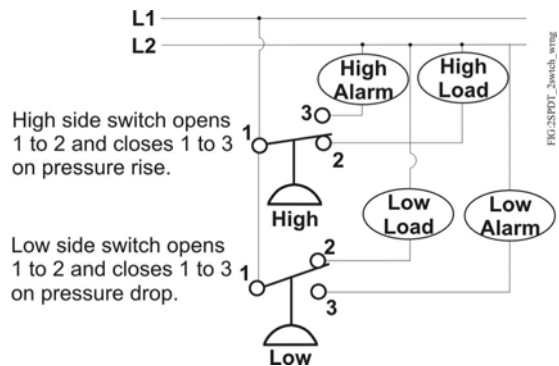 L1
L2
High
Alarm
High
Load
FIG:2SPDT_2swtch_wrng
High side switch opens
1 to 2 and closes 1 to 3
on pressure rise.
1
3
2
High
Low
Load
Low
Alarm
Low side switch opens
1 to 2 and closes 1 to 3
on pressure drop.
1
2
3
Low